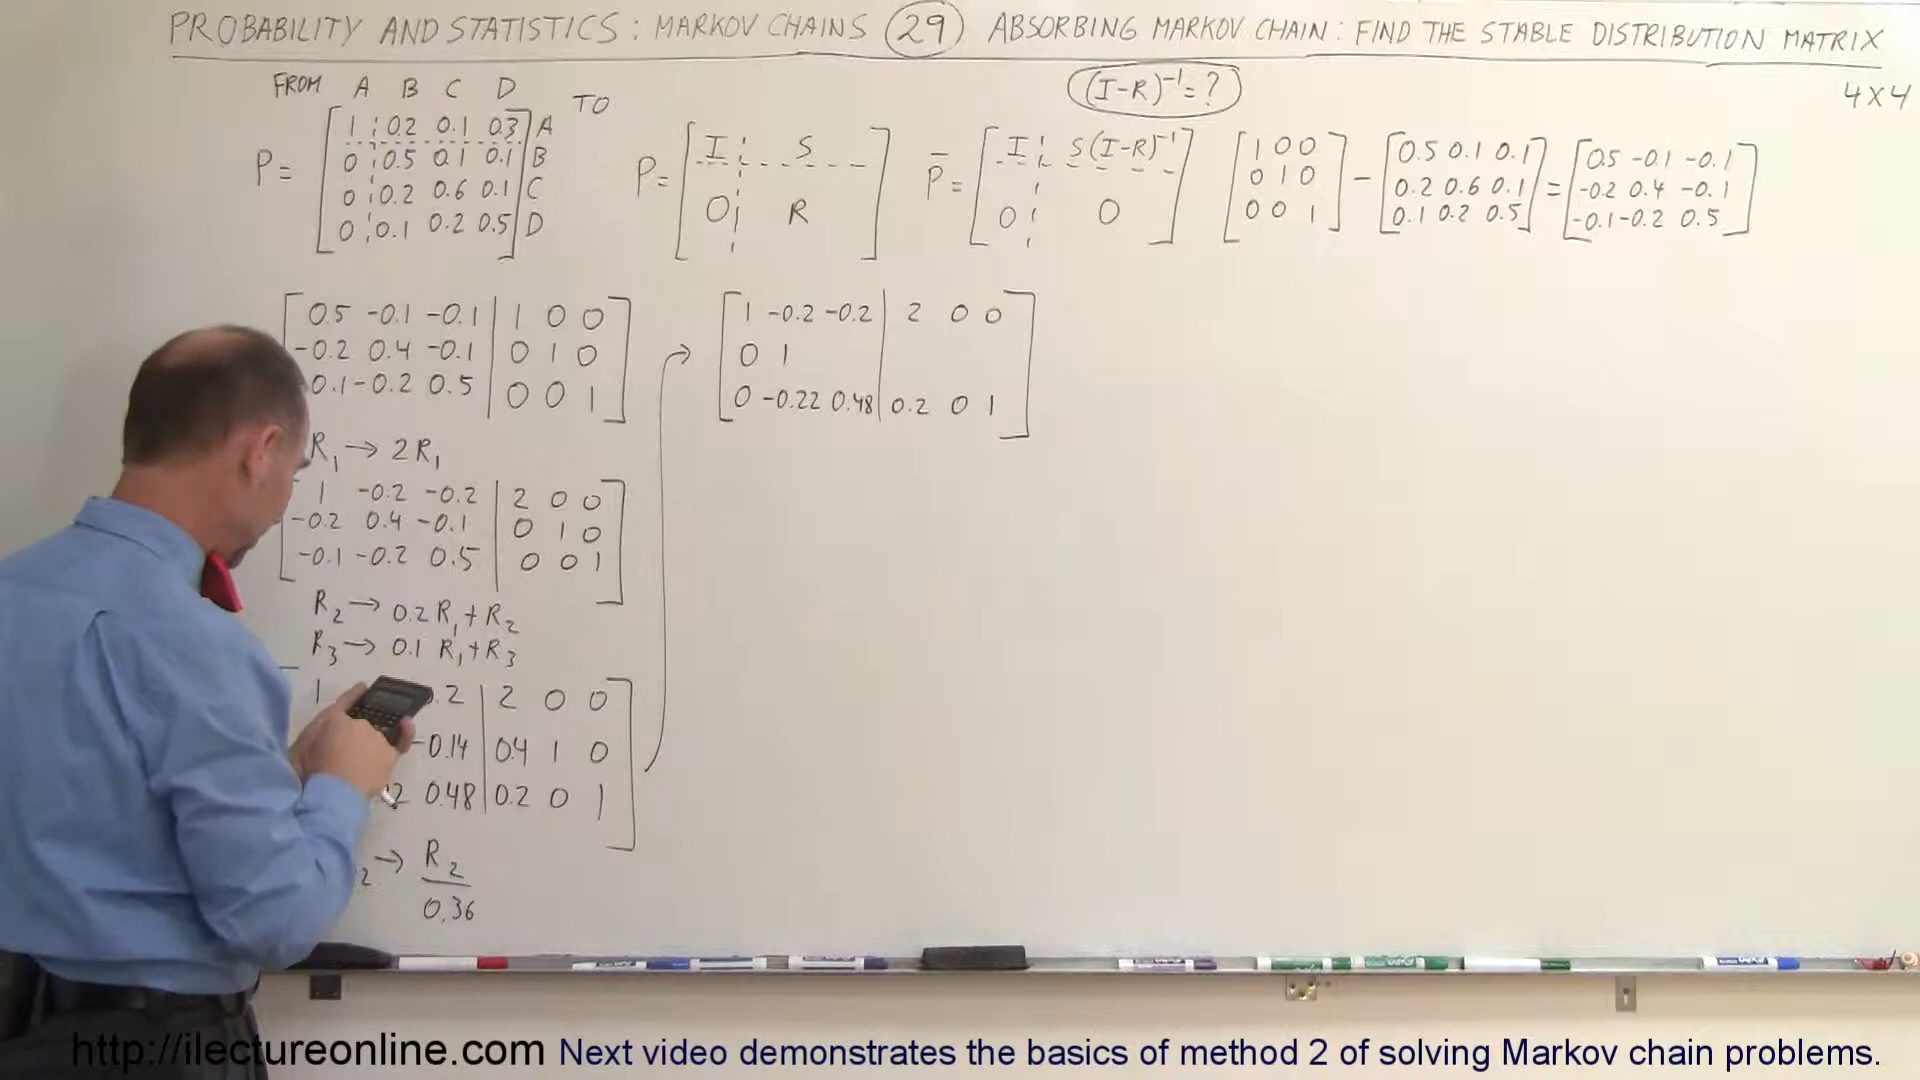 PROBABILITY AND STATISTICS: MARKOV CHAINS (29) ABSORBING MARKOV CHAIN: FIND THE STABLE DISTRIBUTION MATRIX
4X4
(I-R)⁻¹=?
FROM A B C D TO
P=
1 0.2 0.1 0.3 A
0 0.5 0.1 0.1 B
0 0.2 0.6 0.1 C
0 0.1 0.2 0.5 D
P=
I S
0 R
P̄=
I S(I-R)⁻¹
0 0
1 0 0
0 1 0
0 0 1
-
0.5 0.1 0.1
0.2 0.6 0.1
0.1 0.2 0.5
=
0.5 -0.1 -0.1
-0.2 0.4 -0.1
-0.1 -0.2 0.5
0.5 -0.1 -0.1 | 1 0 0
-0.2 0.4 -0.1 | 0 1 0
0.1 -0.2 0.5 | 0 0 1
R₁ → 2R₁
1 -0.2 -0.2 | 2 0 0
-0.2 0.4 -0.1 | 0 1 0
-0.1 -0.2 0.5 | 0 0 1
R₂ → 0.2R₁+R₂
R₃ → 0.1 R₁+R₃
1 .2 | 2 0 0
-0.14 | 0.4 1 0
2 0.48 | 0.2 0 1
₂ → R₂
0.36
1 -0.2 -0.2 | 2 0 0
0 1
0 -0.22 0.48 | 0.2 0 1
http://ilectureonline.com Next video demonstrates the basics of method 2 of solving Markov chain problems.